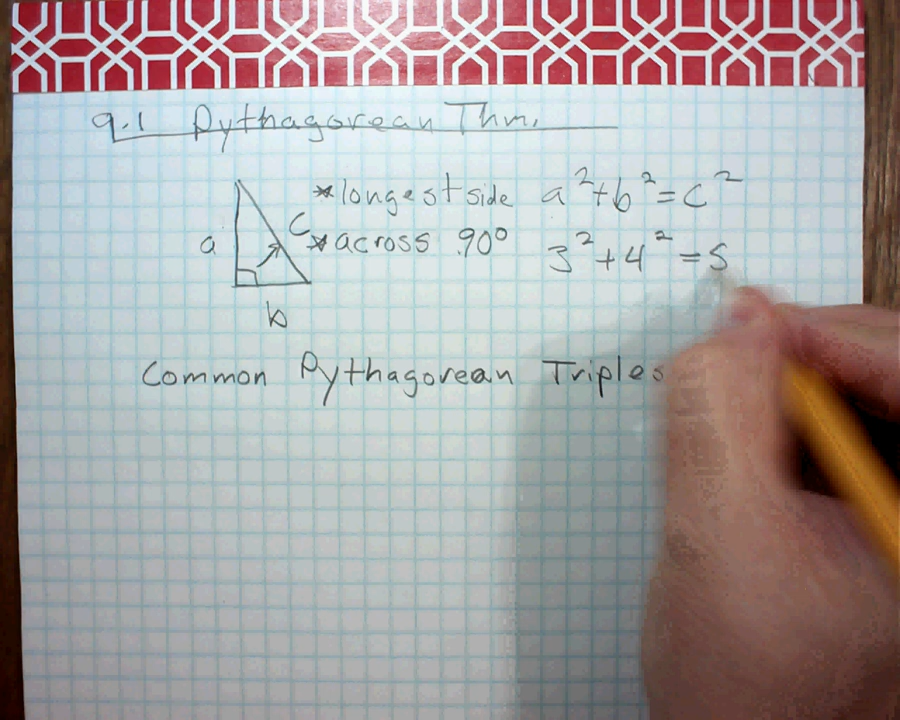 9.1 Pythagorean Thm.
*longest side a²+b²=c²
a c *across 90° 3²+4²=5
b
Common Pythagorean Triples